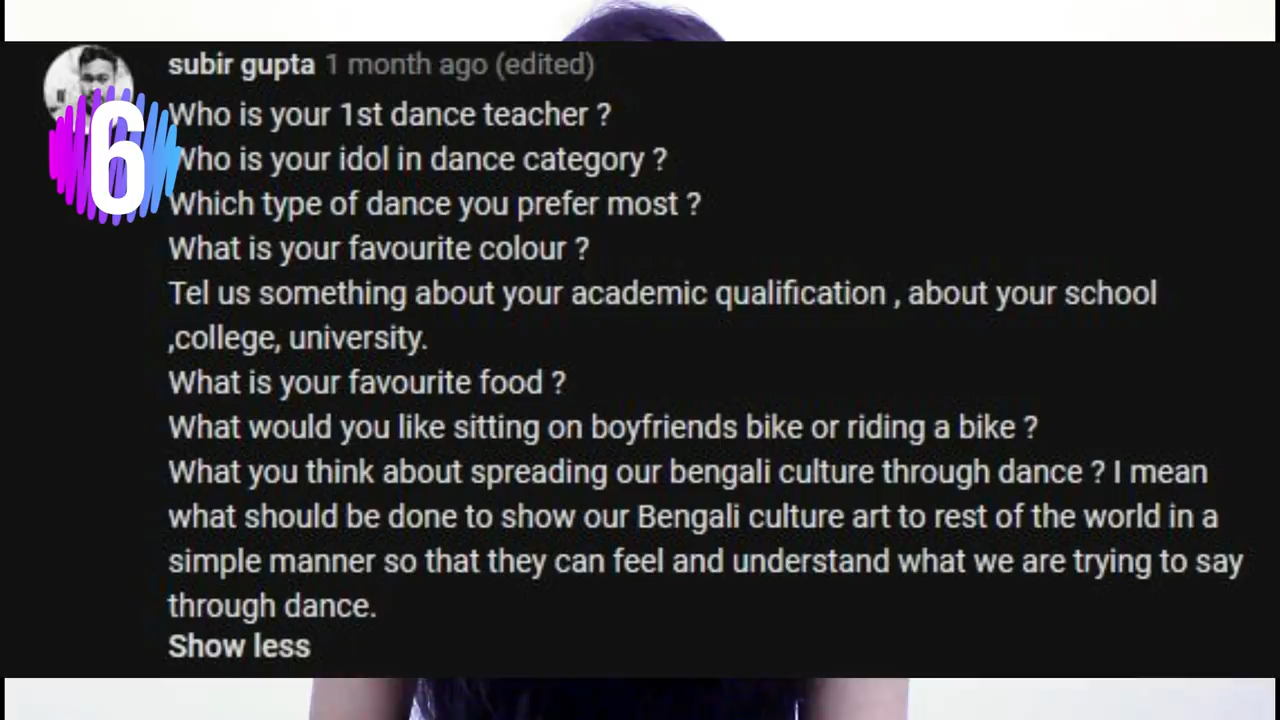 subir gupta 1 month ago (edited)
6
Who is your 1st dance teacher ?
Who is your idol in dance category ?
Which type of dance you prefer most ?
What is your favourite colour ?
Tel us something about your academic qualification , about your school
,college, university.
What is your favourite food ?
What would you like sitting on boyfriends bike or riding a bike ?
What you think about spreading our bengali culture through dance ? I mean
what should be done to show our Bengali culture art to rest of the world in a
simple manner so that they can feel and understand what we are trying to say
through dance.
Show less